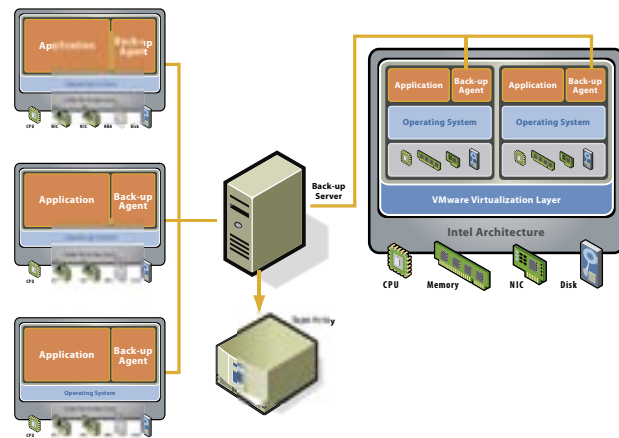 Application
Back-up
Agent
CPU NIC NIC Disk
Application
Back-up
Agent
CPU
Application
Back-up
Agent
Operating System
CPU
Back-up
Server
Application
Back-up
Agent
Operating System
Application
Back-up
Agent
Operating System
VMware Virtualization Layer
Intel Architecture
CPU Memory NIC Disk